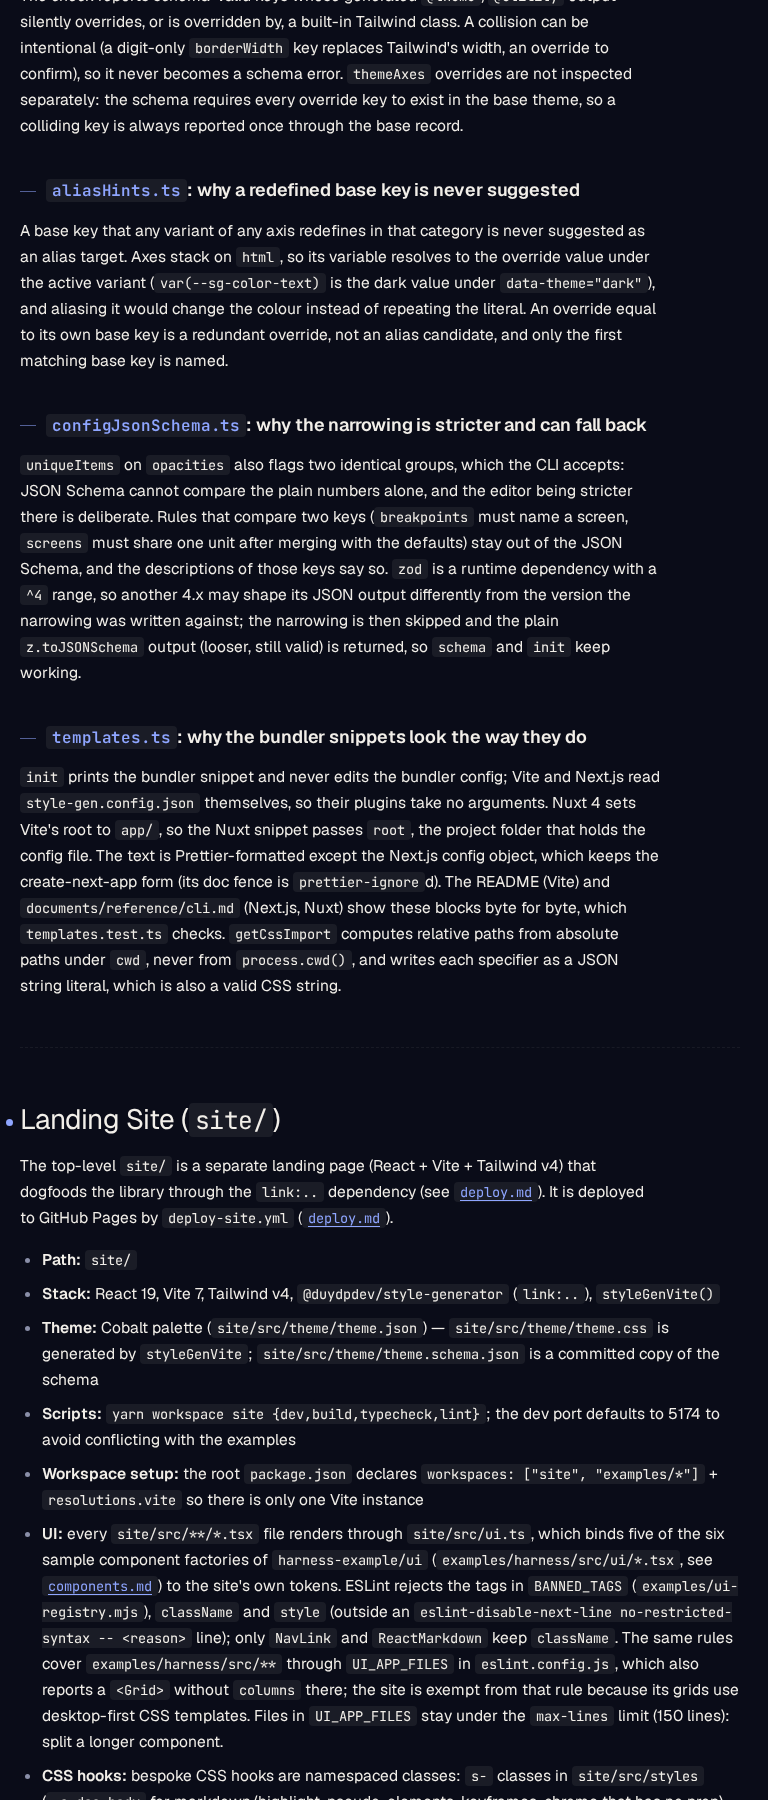 silently overrides, or is overridden by, a built-in Tailwind class. A collision can be
intentional (a digit-only borderWidth key replaces Tailwind's width, an override to
confirm), so it never becomes a schema error. themeAxes overrides are not inspected
separately: the schema requires every override key to exist in the base theme, so a
colliding key is always reported once through the base record.
— aliasHints.ts: why a redefined base key is never suggested
A base key that any variant of any axis redefines in that category is never suggested as
an alias target. Axes stack on html, so its variable resolves to the override value under
the active variant (var(--sg-color-text) is the dark value under data-theme="dark"),
and aliasing it would change the colour instead of repeating the literal. An override equal
to its own base key is a redundant override, not an alias candidate, and only the first
matching base key is named.
— configJsonSchema.ts: why the narrowing is stricter and can fall back
uniqueItems on opacities also flags two identical groups, which the CLI accepts:
JSON Schema cannot compare the plain numbers alone, and the editor being stricter
there is deliberate. Rules that compare two keys (breakpoints must name a screen,
screens must share one unit after merging with the defaults) stay out of the JSON
Schema, and the descriptions of those keys say so. zod is a runtime dependency with a
^4 range, so another 4.x may shape its JSON output differently from the version the
narrowing was written against; the narrowing is then skipped and the plain
z.toJSONSchema output (looser, still valid) is returned, so schema and init keep
working.
— templates.ts: why the bundler snippets look the way they do
init prints the bundler snippet and never edits the bundler config; Vite and Next.js read
style-gen.config.json themselves, so their plugins take no arguments. Nuxt 4 sets
Vite's root to app/, so the Nuxt snippet passes root, the project folder that holds the
config file. The text is Prettier-formatted except the Next.js config object, which keeps the
create-next-app form (its doc fence is prettier-ignored). The README (Vite) and
documents/reference/cli.md (Next.js, Nuxt) show these blocks byte for byte, which
templates.test.ts checks. getCssImport computes relative paths from absolute
paths under cwd, never from process.cwd(), and writes each specifier as a JSON
string literal, which is also a valid CSS string.
Landing Site (site/)
The top-level site/ is a separate landing page (React + Vite + Tailwind v4) that
dogfoods the library through the link:.. dependency (see deploy.md). It is deployed
to GitHub Pages by deploy-site.yml (deploy.md).
• Path: site/
• Stack: React 19, Vite 7, Tailwind v4, @duydpdev/style-generator (link:..), styleGenVite()
• Theme: Cobalt palette (site/src/theme/theme.json) — site/src/theme/theme.css is
generated by styleGenVite; site/src/theme/theme.schema.json is a committed copy of the
schema
• Scripts: yarn workspace site {dev,build,typecheck,lint}; the dev port defaults to 5174 to
avoid conflicting with the examples
• Workspace setup: the root package.json declares workspaces: ["site", "examples/*"] +
resolutions.vite so there is only one Vite instance
• UI: every site/src/**/*.tsx file renders through site/src/ui.ts, which binds five of the six
sample component factories of harness-example/ui (examples/harness/src/ui/*.tsx, see
components.md) to the site's own tokens. ESLint rejects the tags in BANNED_TAGS (examples/ui-
registry.mjs), className and style (outside an eslint-disable-next-line no-restricted-
syntax -- <reason> line); only NavLink and ReactMarkdown keep className. The same rules
cover examples/harness/src/** through UI_APP_FILES in eslint.config.js, which also
reports a <Grid> without columns there; the site is exempt from that rule because its grids use
desktop-first CSS templates. Files in UI_APP_FILES stay under the max-lines limit (150 lines):
split a longer component.
• CSS hooks: bespoke CSS hooks are namespaced classes: s- classes in site/src/styles